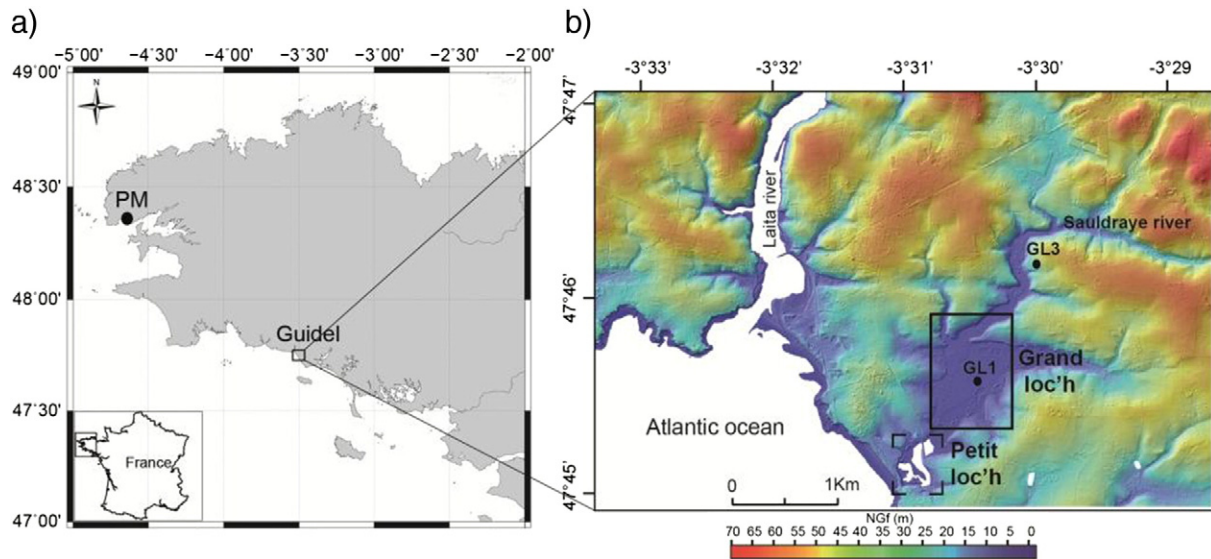 a)
−5˚00' −4˚30' −4˚00' −3˚30' −3˚00' −2˚30' −2˚00'
49˚00'
48˚30'
48˚00'
47˚30'
47˚00'
N
PM
Guidel
France
b)
-3°33 -3°32 -3°31 -3°30 -3°29
47°47'
47°46'
47°45'
Laita river
Sauldraye river
GL3
GL1
Grand
loc'h
Petit
loc'h
Atlantic ocean
0 1Km
NGf (m)
70 65 60 55 50 45 40 35 30 25 20 15 10 5 0